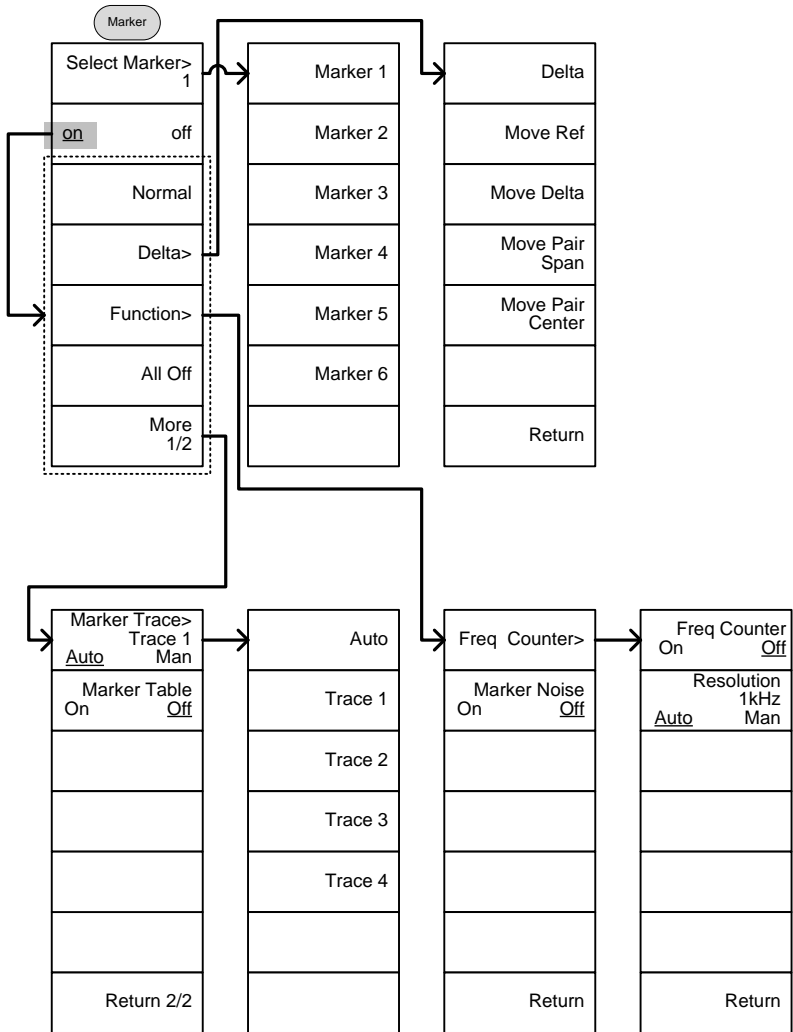 Marker
Select Marker>
1
on off
Normal
Delta>
Function>
All Off
More
1/2
Marker 1
Marker 2
Marker 3
Marker 4
Marker 5
Marker 6
Delta
Move Ref
Move Delta
Move Pair
Span
Move Pair
Center
Return
Marker Trace>
Trace 1
Auto Man
Marker Table
On Off
Return 2/2
Auto
Trace 1
Trace 2
Trace 3
Trace 4
Freq Counter>
Marker Noise
On Off
Return
Freq Counter
On Off
Resolution
1kHz
Auto Man
Return